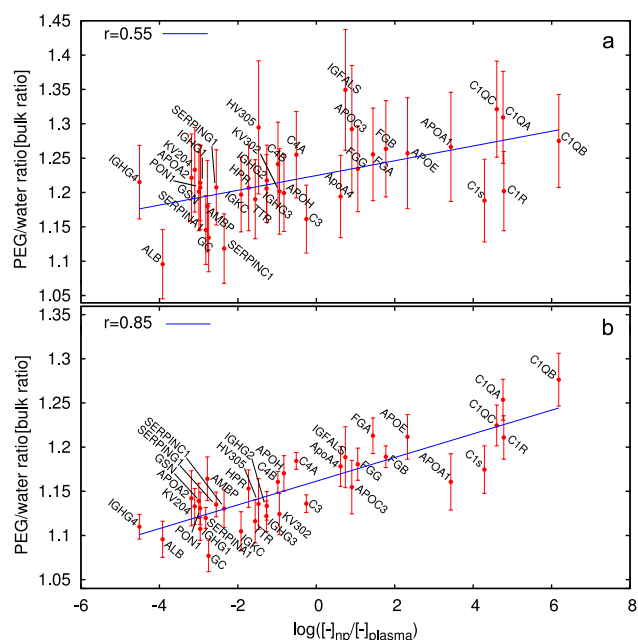 r=0.55
a
PEG/water ratio[bulk ratio]
1.45
1.4
1.35
1.3
1.25
1.2
1.15
1.1
1.05
IGHG4
ALB
APOA2
KV204
IGHG1
SERPING1
PON1
GSN
SERPINA1
AMBP
GC
SERPINC1
HV305
KV302
IGHG2
C4B
C4A
HPR
IGKC
TTR
IGHG3
APOH
C3
IGFALS
APOC3
ApoA4
FGG
FGB
FGA
APOE
APOA1
C1QC
C1QA
C1s
C1R
C1QB
r=0.85
b
PEG/water ratio[bulk ratio]
1.35
1.3
1.25
1.2
1.15
1.1
1.05
IGHG4
ALB
SERPINC1
SERPING1
GSN
APOA2
KV204
PON1
IGHG1
SERPINA1
GC
AMBP
HPR
HV305
IGHG2
C4B
APOH
C4A
IGKC
TTR
IGHG3
KV302
C3
IGFALS
ApoA4
FGA
FGG
FGB
APOC3
APOE
APOA1
C1QC
C1QA
C1s
C1R
C1QB
-6 -4 -2 0 2 4 6 8
log([-]np/[-]plasma)